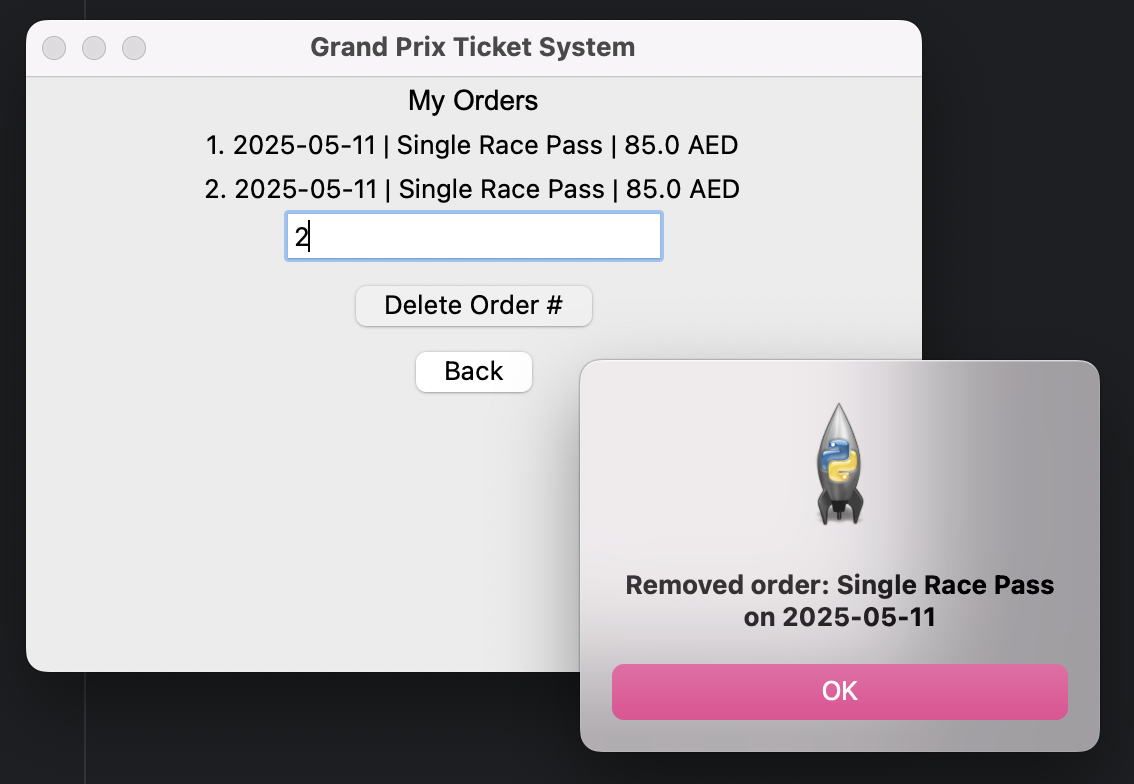 Grand Prix Ticket System
My Orders
1. 2025-05-11 | Single Race Pass | 85.0 AED
2. 2025-05-11 | Single Race Pass | 85.0 AED
2
Delete Order #
Back
Removed order: Single Race Pass
on 2025-05-11
OK